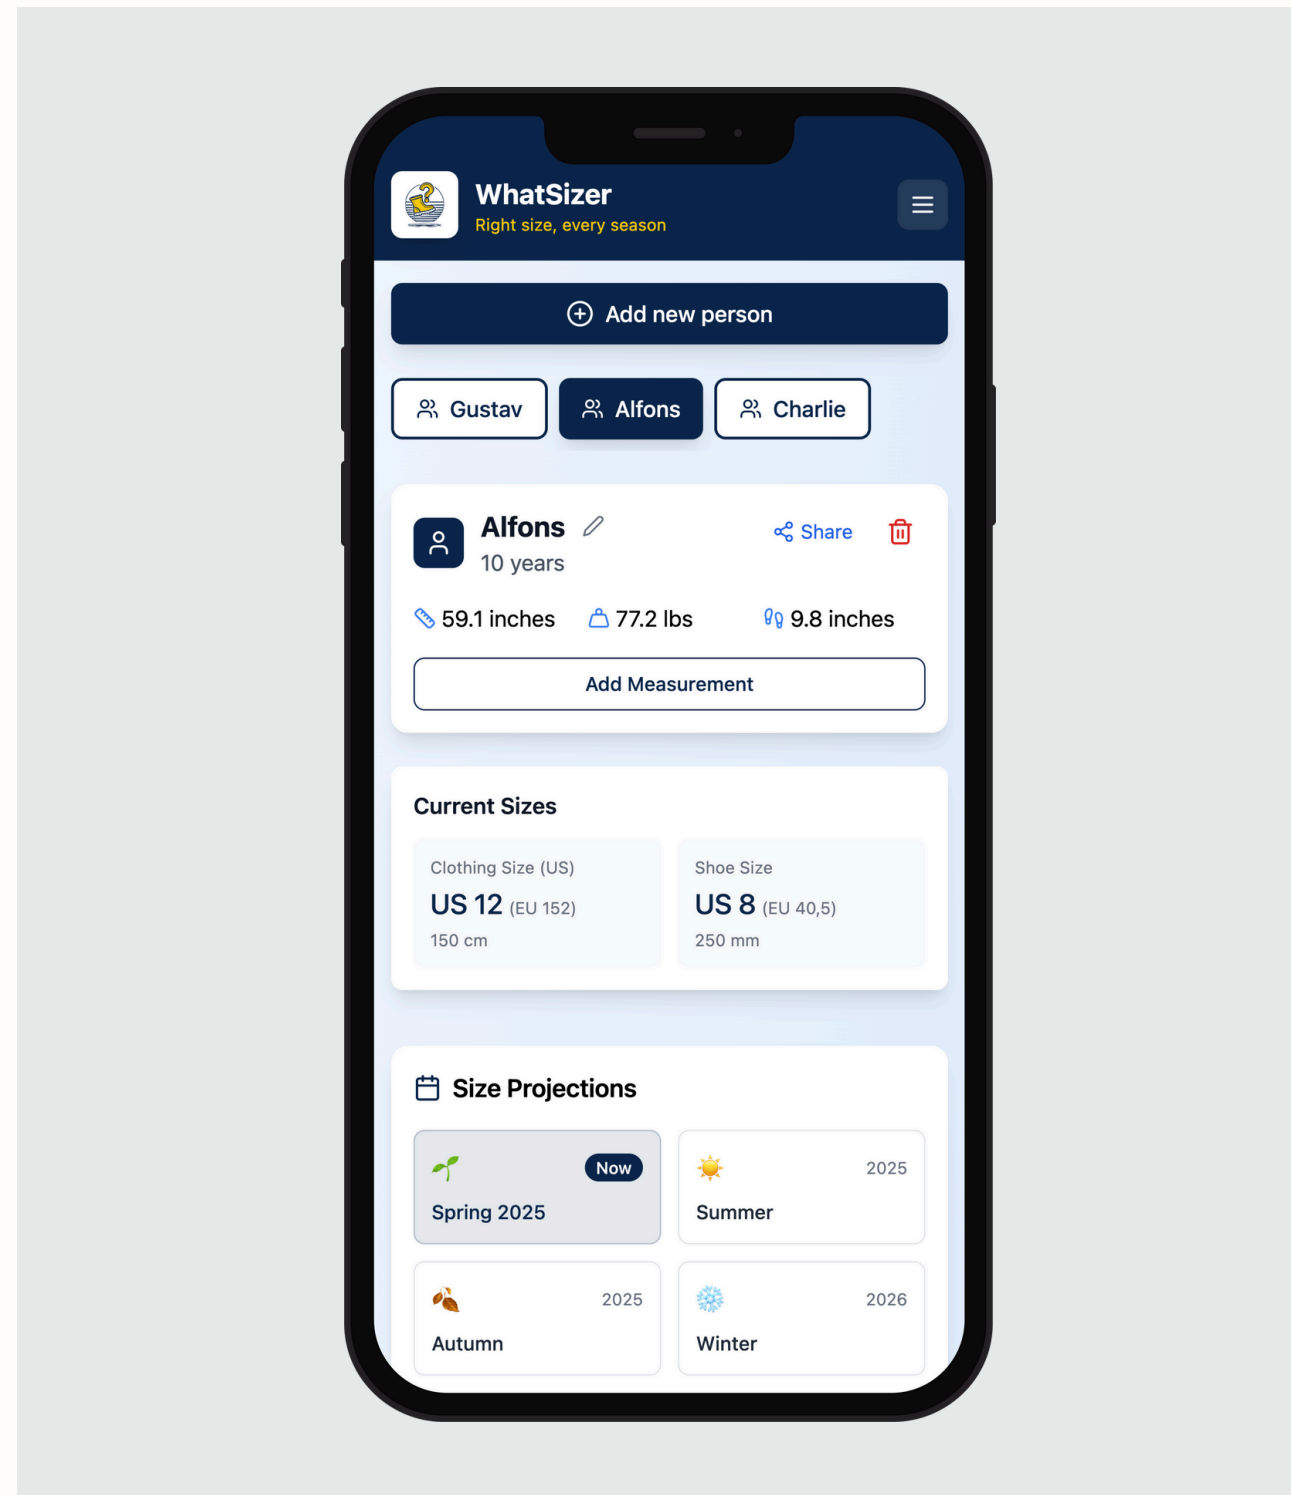 WhatSizer
Right size, every season
Add new person
Gustav
Alfons
Charlie
Alfons
Share
10 years
59.1 inches
77.2 lbs
9.8 inches
Add Measurement
Current Sizes
Clothing Size (US)
US 12 (EU 152)
150 cm
Shoe Size
US 8 (EU 40,5)
250 mm
Size Projections
Now
Spring 2025
2025
Summer
2025
Autumn
2026
Winter